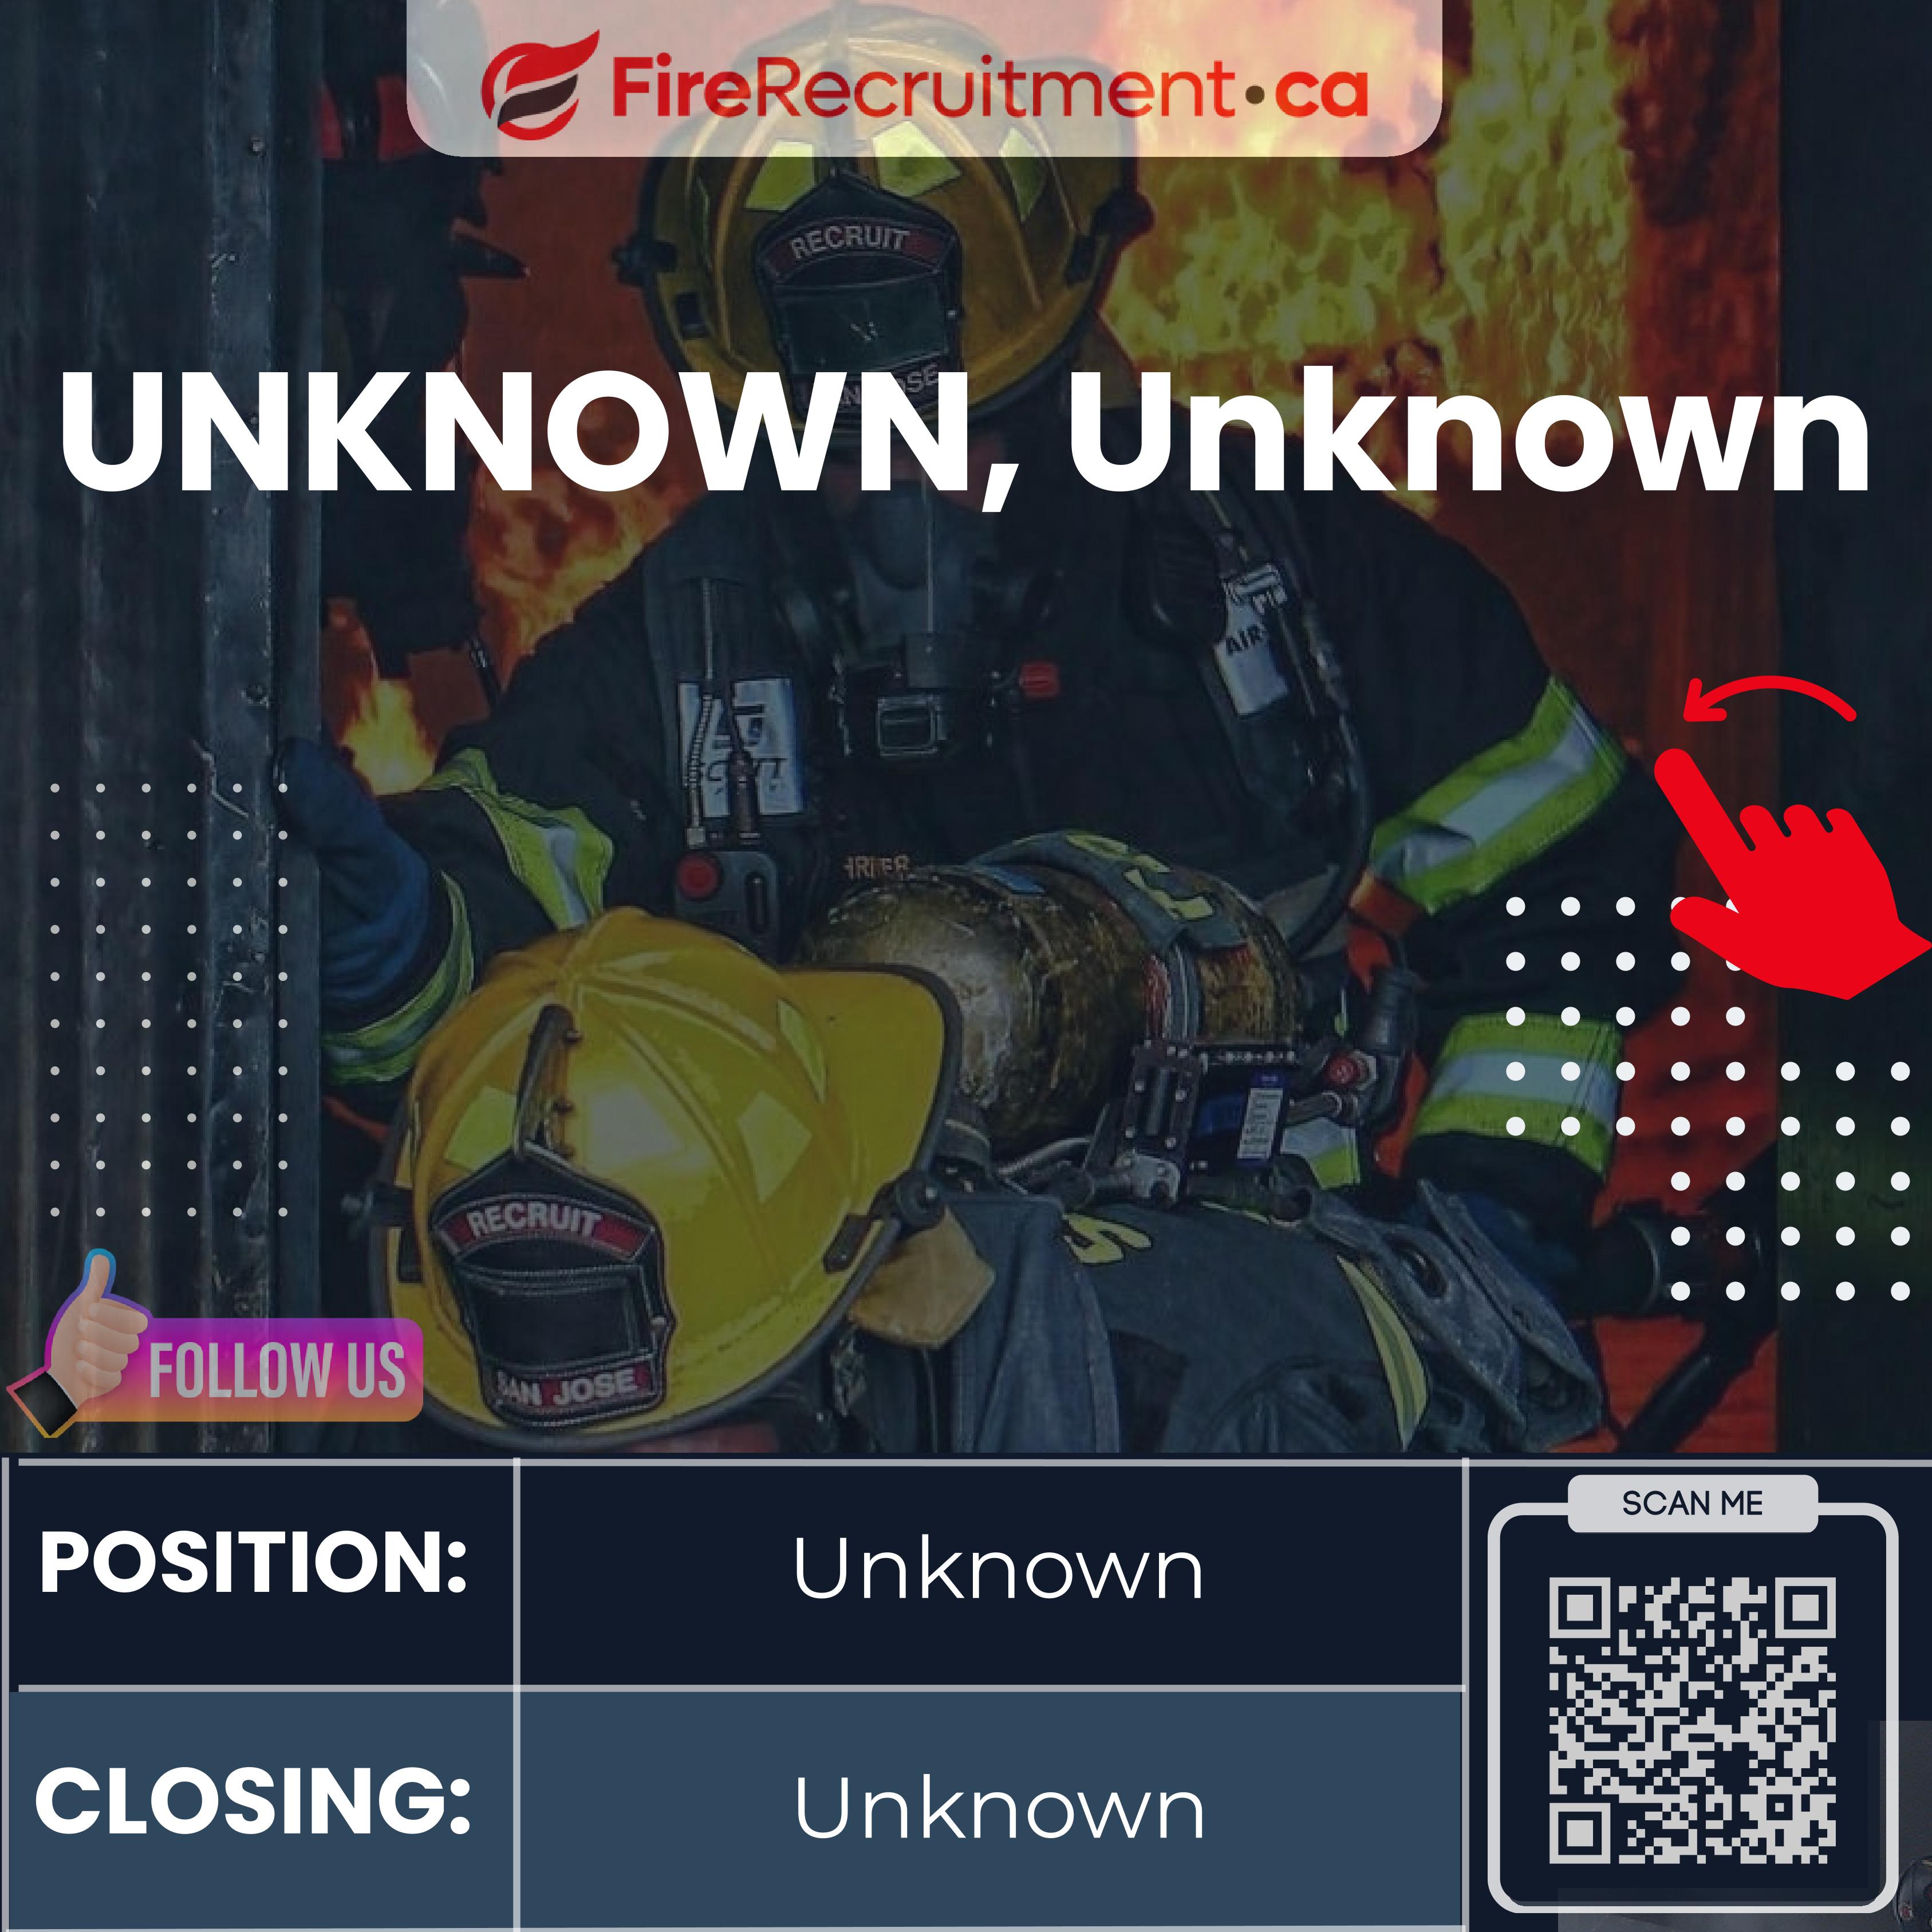 FireRecruitment.ca
RECRUIT
UNKNOWN, Unknown
AIR
RECRUIT
SAN JOSE
FOLLOW US
POSITION:
Unknown
SCAN ME
CLOSING:
Unknown